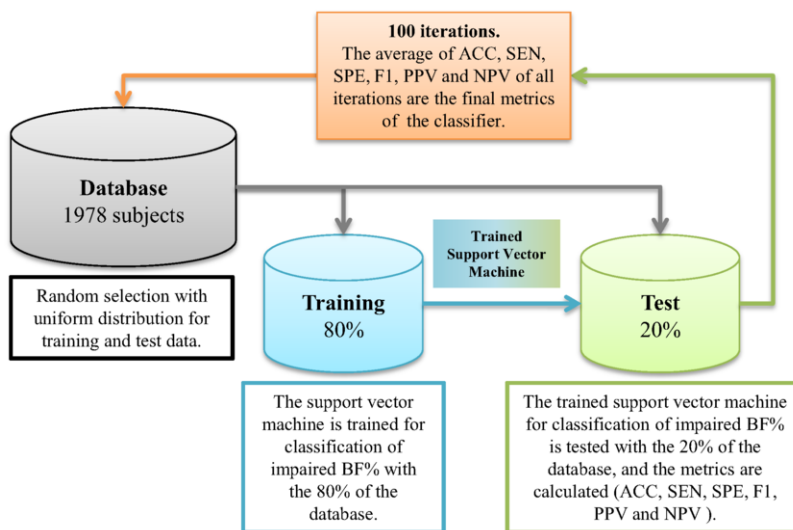 100 iterations.
The average of ACC, SEN,
SPE, F1, PPV and NPV of all
iterations are the final metrics
of the classifier.
Database
1978 subjects
Random selection with
uniform distribution for
training and test data.
Trained
Support Vector
Machine
Training
80%
Test
20%
The support vector
machine is trained for
classification of
impaired BF% with
the 80% of the
database.
The trained support vector machine
for classification of impaired BF%
is tested with the 20% of the
database, and the metrics are
calculated (ACC, SEN, SPE, F1,
PPV and NPV ).